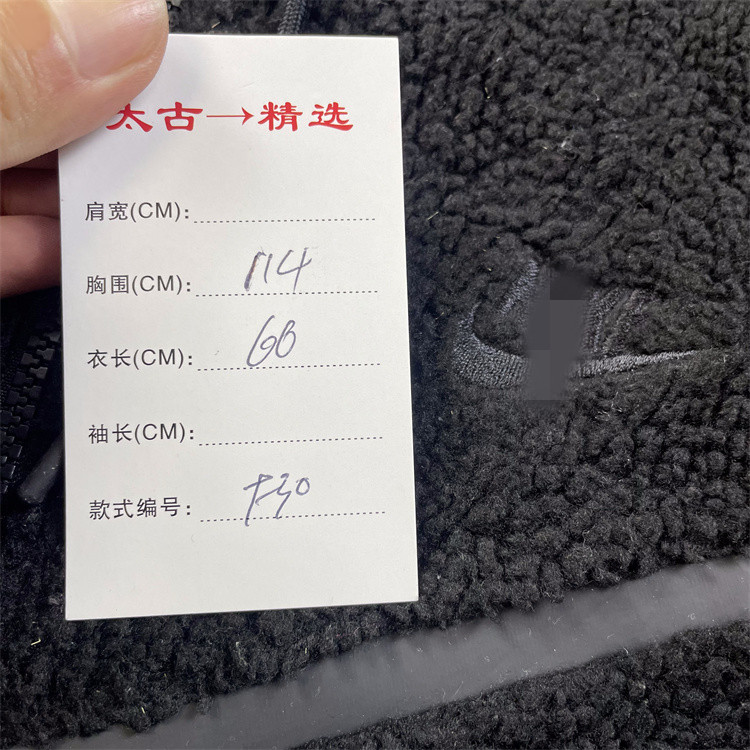 太古→精选
肩宽(CM):
胸围(CM): 114
衣长(CM): 68
袖长(CM):
款式编号: 730